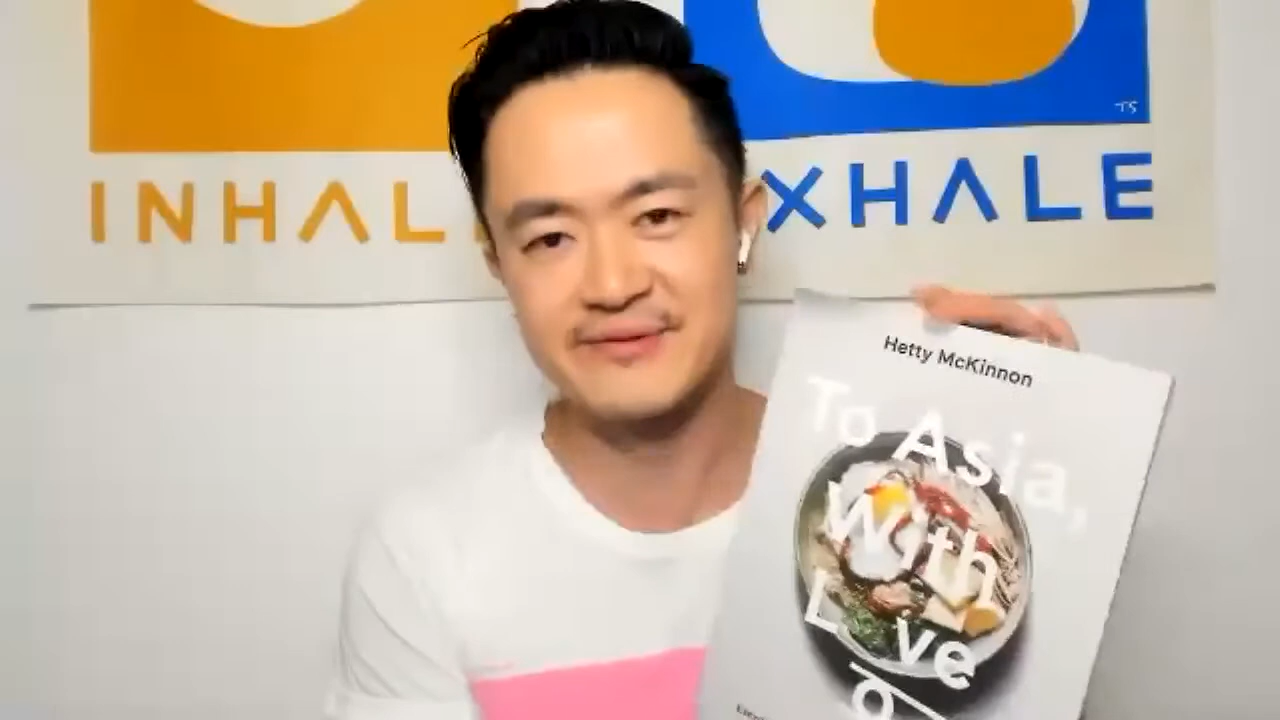 TS
INHAL
XHALE
Hetty McKinnon
To Asia,
With
Love